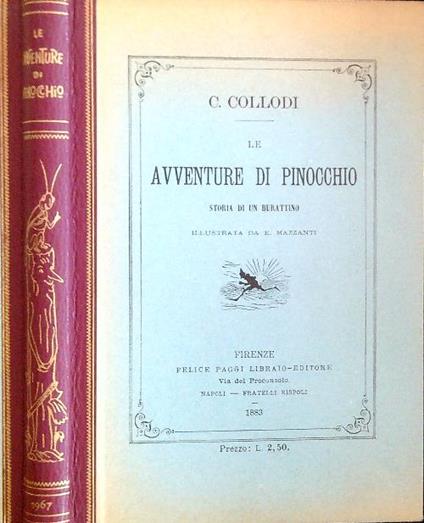 LE
AVVENTURE
DI
PINOCCHIO
1967
C. COLLODI
LE
AVVENTURE DI PINOCCHIO
STORIA DI UN BURATTINO
ILLUSTRATA DA E. MAZZANTI
FIRENZE
FELICE PAGGI LIBRAIO-EDITORE
Via del Proconsolo.
NAPOLI — FRATELLI RISPOLI
1883
Prezzo: L. 2,50.